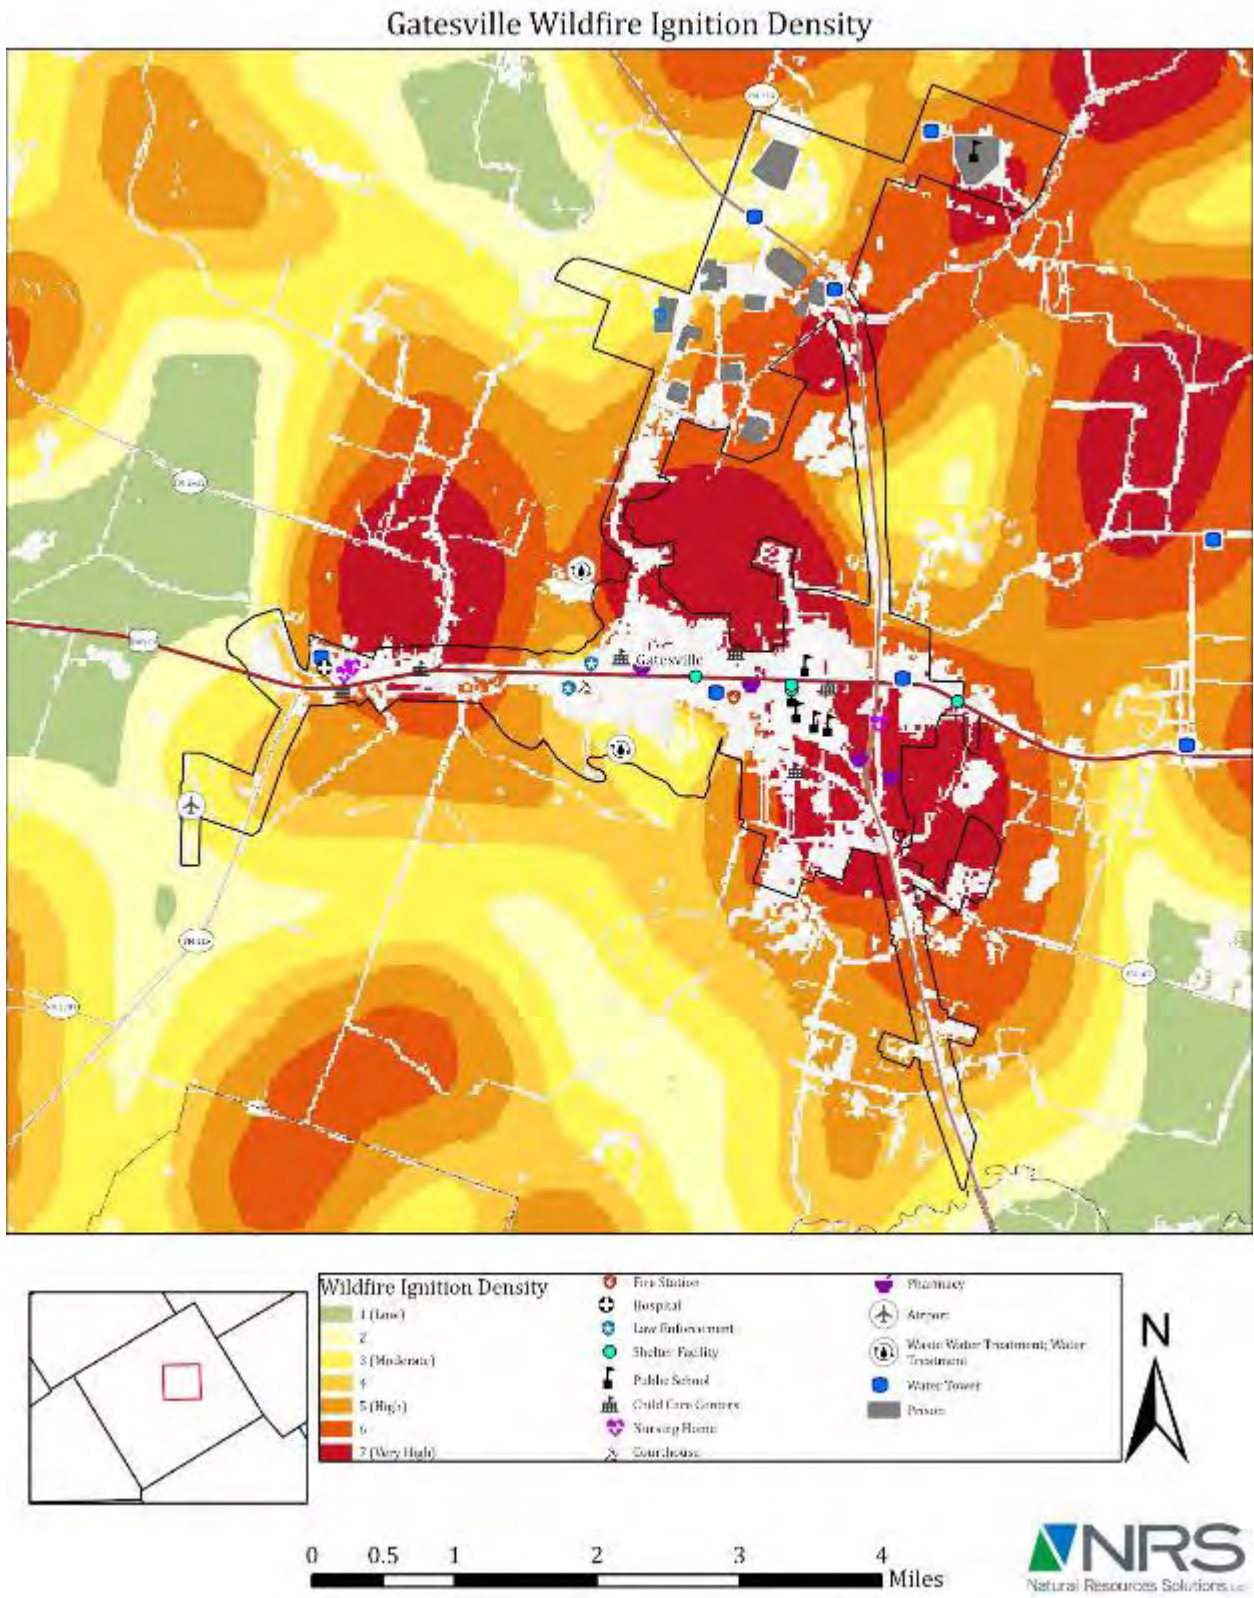 Gatesville Wildfire Ignition Density
Gatesville
Wildfire Ignition Density
1 (Low)
2
3 (Moderate)
4
5 (High)
6
7 (Very High)
Fire Station
Hospital
Law Enforcement
Shelter Facility
Public School
Child Care Centers
Nursing Home
Courthouse
Pharmacy
Airport
Waste Water Treatment; Water
Treatment
Water Tower
Prison
N
0 0.5 1 2 3 4
Miles
NRS
Natural Resources Solutions